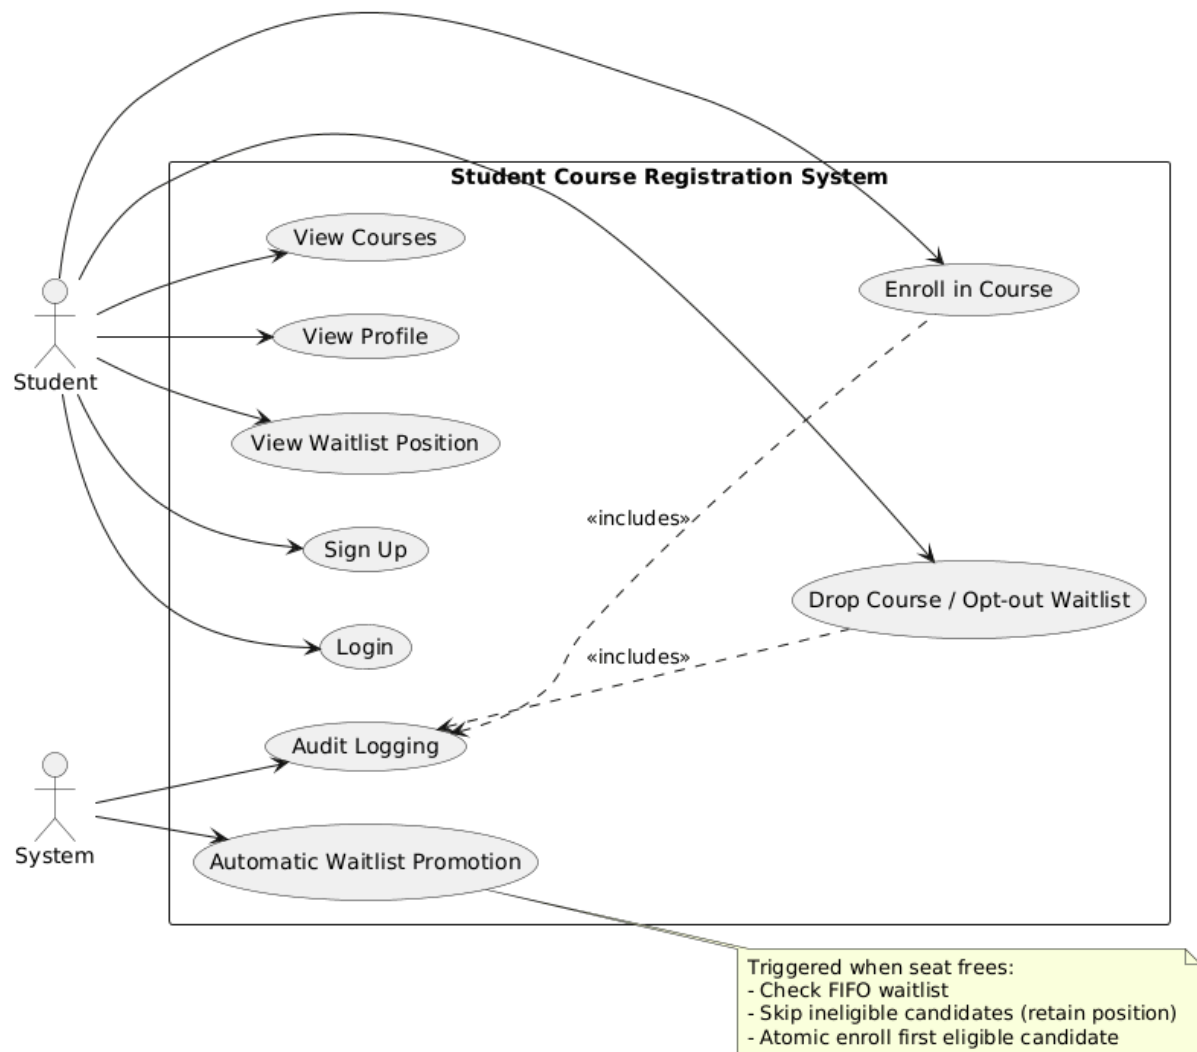 Student Course Registration System
View Courses
Enroll in Course
View Profile
Student
View Waitlist Position
«includes»
Sign Up
Drop Course / Opt-out Waitlist
Login
«includes»
Audit Logging
System
Automatic Waitlist Promotion
Triggered when seat frees:
- Check FIFO waitlist
- Skip ineligible candidates (retain position)
- Atomic enroll first eligible candidate